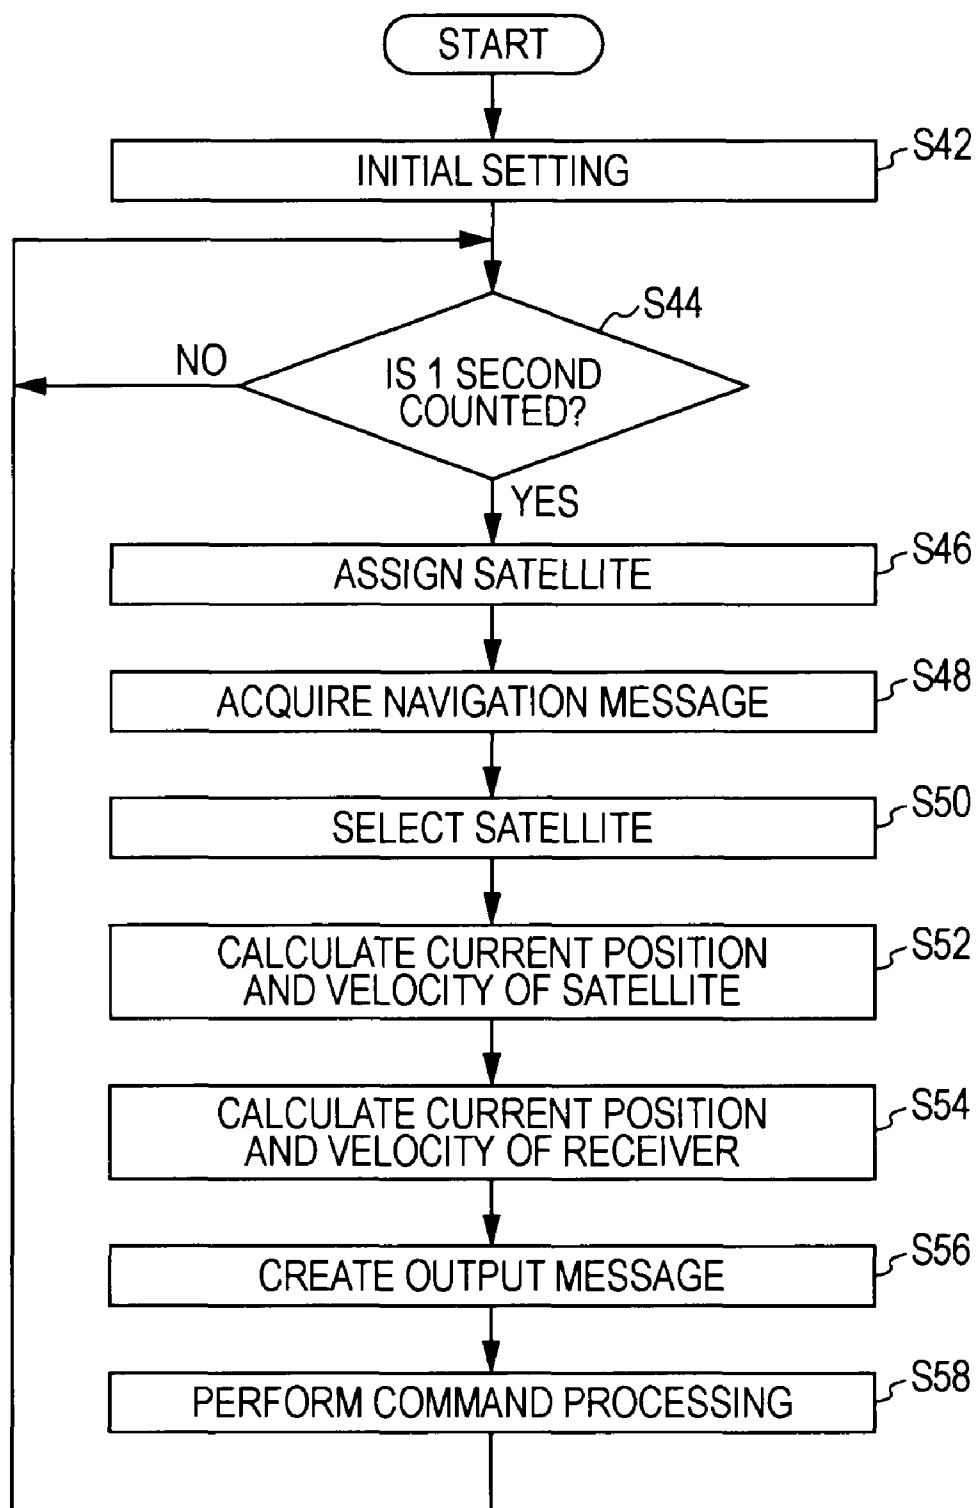 START
INITIAL SETTING
S42
IS 1 SECOND
COUNTED?
S44
NO
YES
ASSIGN SATELLITE
S46
ACQUIRE NAVIGATION MESSAGE
S48
SELECT SATELLITE
S50
CALCULATE CURRENT POSITION
AND VELOCITY OF SATELLITE
S52
CALCULATE CURRENT POSITION
AND VELOCITY OF RECEIVER
S54
CREATE OUTPUT MESSAGE
S56
PERFORM COMMAND PROCESSING
S58